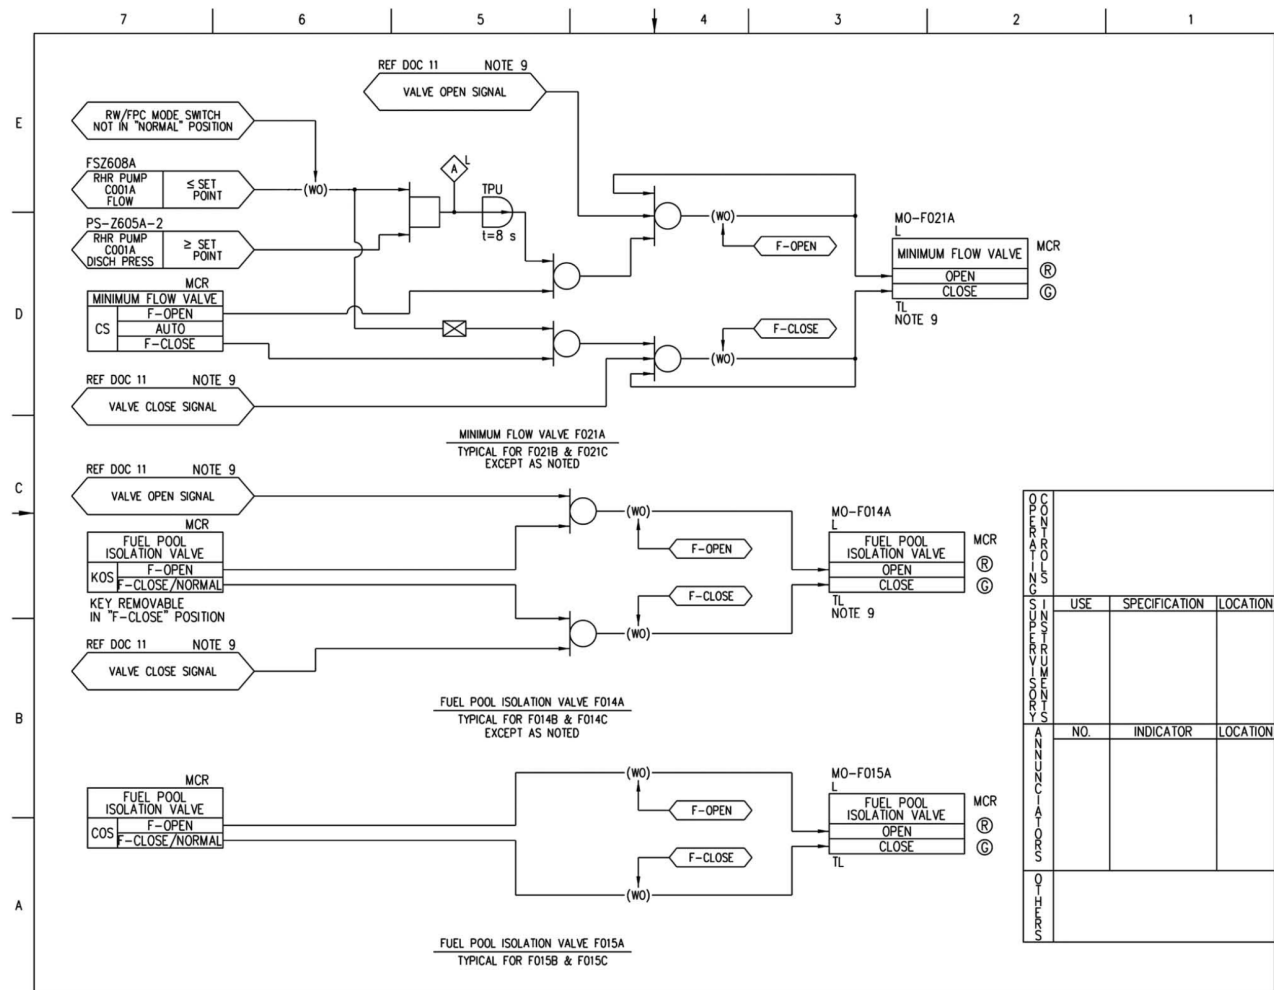 7 6 5 4 3 2 1
E
D
C
B
A
REF DOC 11 NOTE 9
VALVE OPEN SIGNAL
RW/FPC MODE SWITCH
NOT IN "NORMAL" POSITION
FSZ608A
RHR PUMP
C001A
FLOW
≤ SET
POINT
(WO)
A
L
TPU
t=8 s
PS-Z605A-2
RHR PUMP
C001A
DISCH PRESS
≥ SET
POINT
MCR
MINIMUM FLOW VALVE
CS
F-OPEN
AUTO
F-CLOSE
(WO)
F-OPEN
F-CLOSE
(WO)
MO-F021A
L
MINIMUM FLOW VALVE
OPEN
CLOSE
MCR
R
G
TL
NOTE 9
REF DOC 11 NOTE 9
VALVE CLOSE SIGNAL
MINIMUM FLOW VALVE F021A
TYPICAL FOR F021B & F021C
EXCEPT AS NOTED
REF DOC 11 NOTE 9
VALVE OPEN SIGNAL
MCR
FUEL POOL
ISOLATION VALVE
KOS
F-OPEN
F-CLOSE/NORMAL
KEY REMOVABLE
IN "F-CLOSE" POSITION
(WO)
F-OPEN
F-CLOSE
(WO)
MO-F014A
L
FUEL POOL
ISOLATION VALVE
OPEN
CLOSE
MCR
R
G
TL
NOTE 9
REF DOC 11 NOTE 9
VALVE CLOSE SIGNAL
FUEL POOL ISOLATION VALVE F014A
TYPICAL FOR F014B & F014C
EXCEPT AS NOTED
MCR
FUEL POOL
ISOLATION VALVE
COS
F-OPEN
F-CLOSE/NORMAL
(WO)
F-OPEN
F-CLOSE
(WO)
MO-F015A
L
FUEL POOL
ISOLATION VALVE
OPEN
CLOSE
MCR
R
G
TL
FUEL POOL ISOLATION VALVE F015A
TYPICAL FOR F015B & F015C
OPERATING
CONTROLS
SUPERVISORY
INSTRUMENTS
USE SPECIFICATION LOCATION
ANNUNCIATORS
NO. INDICATOR LOCATION
OTHERS